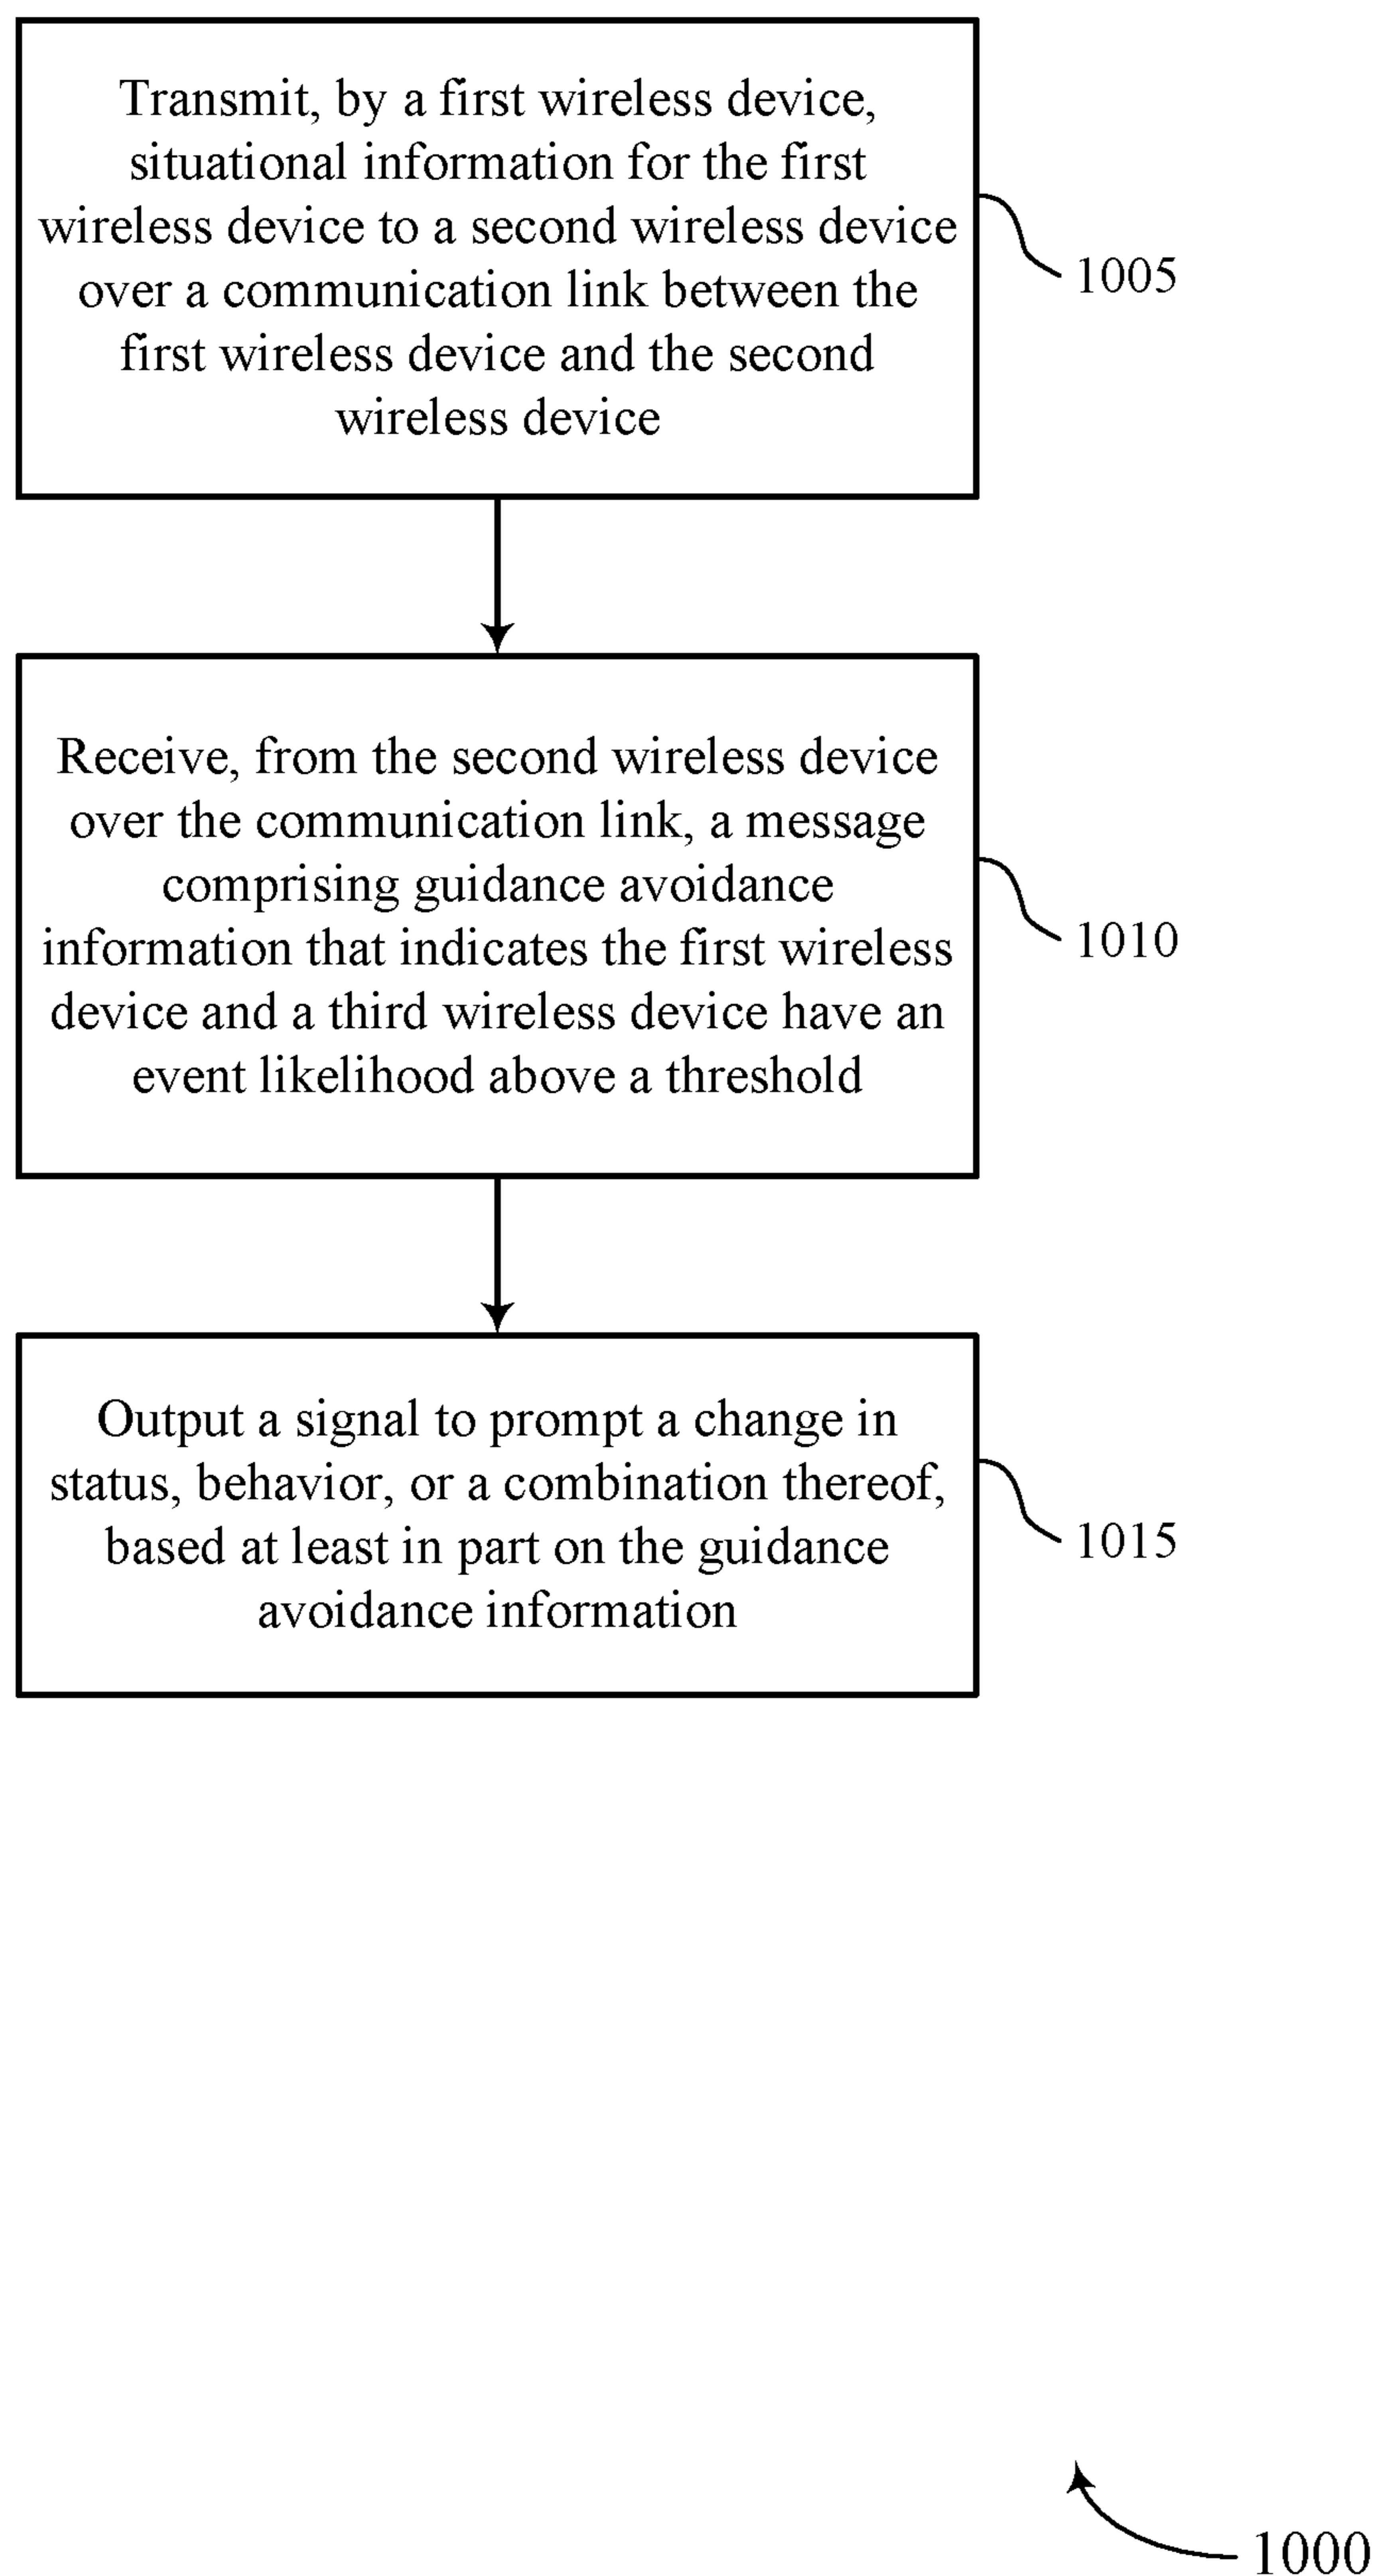 Transmit, by a first wireless device,
situational information for the first
wireless device to a second wireless device
over a communication link between the
first wireless device and the second
wireless device
1005
Receive, from the second wireless device
over the communication link, a message
comprising guidance avoidance
information that indicates the first wireless
device and a third wireless device have an
event likelihood above a threshold
1010
Output a signal to prompt a change in
status, behavior, or a combination thereof,
based at least in part on the guidance
avoidance information
1015
1000